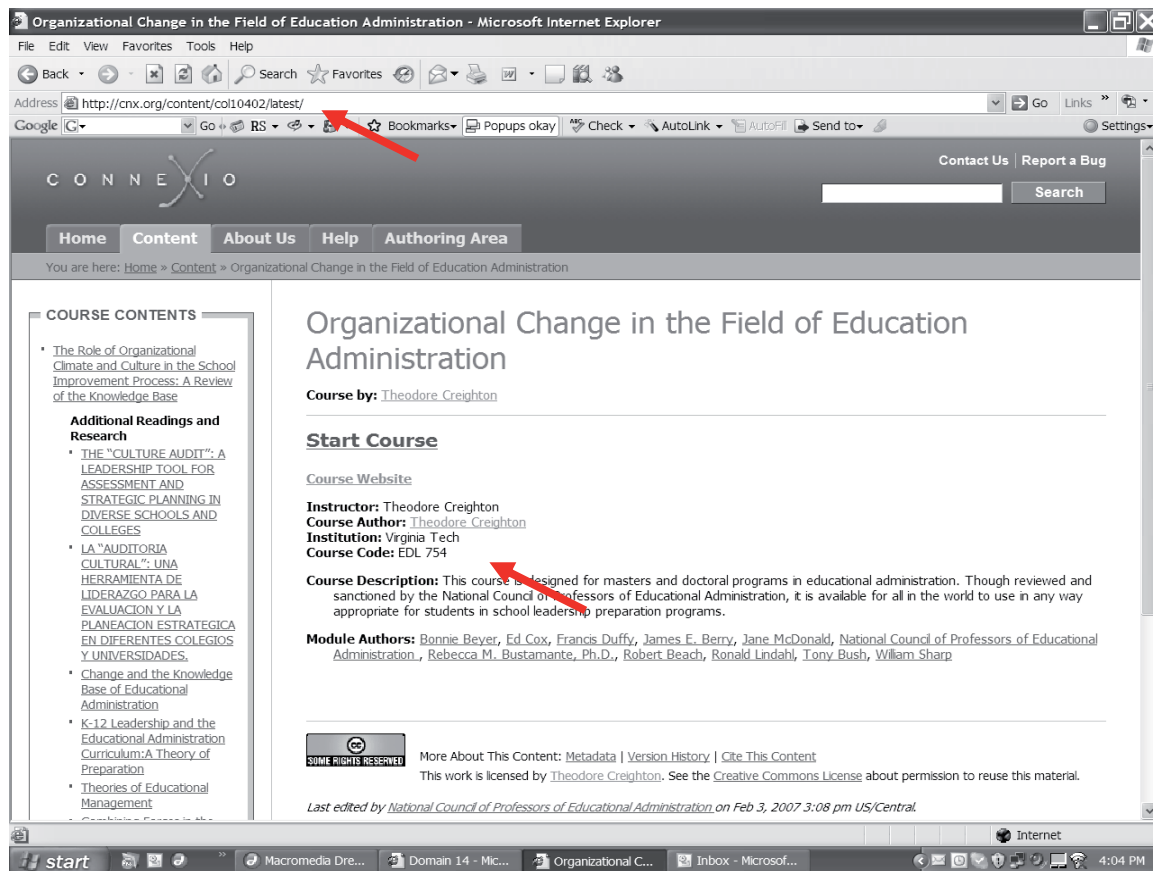 Organizational Change in the Field of Education Administration - Microsoft Internet Explorer
File Edit View Favorites Tools Help
Back Search Favorites
Address http://cnx.org/content/col10402/latest/ Go Links »
Google G Go RS Bookmarks Popups okay ABC Check AutoLink AutoFill Send to Settings
Contact Us | Report a Bug
CONNEXIO
Search
Home Content About Us Help Authoring Area
You are here: Home » Content » Organizational Change in the Field of Education Administration
COURSE CONTENTS
The Role of Organizational
Climate and Culture in the School
Improvement Process: A Review
of the Knowledge Base
Additional Readings and
Research
THE "CULTURE AUDIT": A
LEADERSHIP TOOL FOR
ASSESSMENT AND
STRATEGIC PLANNING IN
DIVERSE SCHOOLS AND
COLLEGES
LA "AUDITORIA
CULTURAL": UNA
HERRAMIENTA DE
LIDERAZGO PARA LA
EVALUACION Y LA
PLANEACION ESTRATEGICA
EN DIFERENTES COLEGIOS
Y UNIVERSIDADES.
Change and the Knowledge
Base of Educational
Administration
K-12 Leadership and the
Educational Administration
Curriculum:A Theory of
Preparation
Theories of Educational
Management
Organizational Change in the Field of Education
Administration
Course by: Theodore Creighton
Start Course
Course Website
Instructor: Theodore Creighton
Course Author: Theodore Creighton
Institution: Virginia Tech
Course Code: EDL 754
Course Description: This course is designed for masters and doctoral programs in educational administration. Though reviewed and
sanctioned by the National Council of Professors of Educational Administration, it is available for all in the world to use in any way
appropriate for students in school leadership preparation programs.
Module Authors: Bonnie Beyer, Ed Cox, Francis Duffy, James E. Berry, Jane McDonald, National Council of Professors of Educational
Administration , Rebecca M. Bustamante, Ph.D., Robert Beach, Ronald Lindahl, Tony Bush, William Sharp
cc
SOME RIGHTS RESERVED
More About This Content: Metadata | Version History | Cite This Content
This work is licensed by Theodore Creighton. See the Creative Commons License about permission to reuse this material.
Last edited by National Council of Professors of Educational Administration on Feb 3, 2007 3:08 pm US/Central.
Internet
start » Macromedia Dre... Domain 14 - Mic... Organizational C... Inbox - Microsof... 4:04 PM